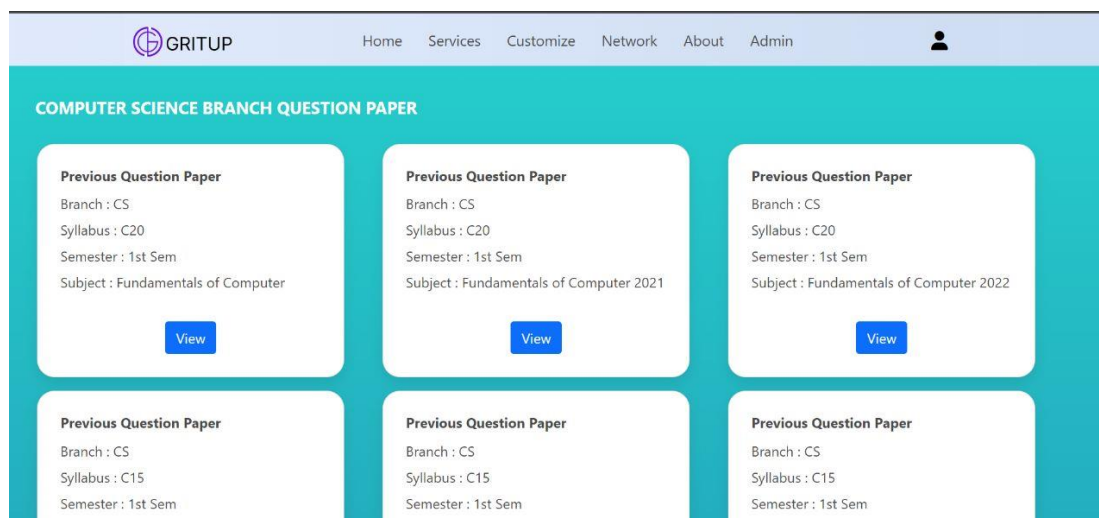 GRITUP
Home Services Customize Network About Admin
COMPUTER SCIENCE BRANCH QUESTION PAPER
Previous Question Paper
Branch : CS
Syllabus : C20
Semester : 1st Sem
Subject : Fundamentals of Computer
View
Previous Question Paper
Branch : CS
Syllabus : C20
Semester : 1st Sem
Subject : Fundamentals of Computer 2021
View
Previous Question Paper
Branch : CS
Syllabus : C20
Semester : 1st Sem
Subject : Fundamentals of Computer 2022
View
Previous Question Paper
Branch : CS
Syllabus : C15
Semester : 1st Sem
Previous Question Paper
Branch : CS
Syllabus : C15
Semester : 1st Sem
Previous Question Paper
Branch : CS
Syllabus : C15
Semester : 1st Sem